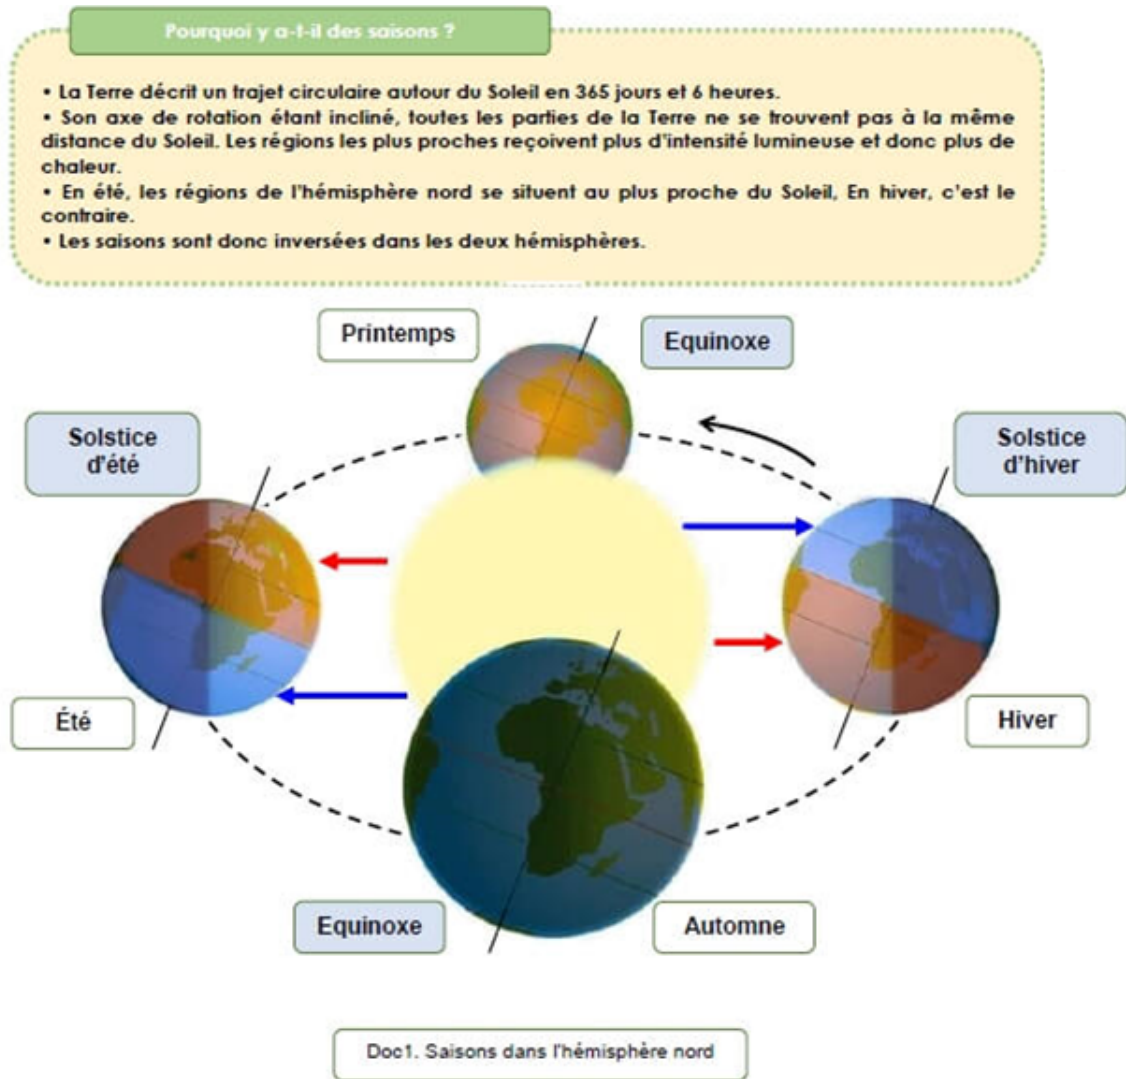 Pourquoi y a-t-il des saisons ?
• La Terre décrit un trajet circulaire autour du Soleil en 365 jours et 6 heures.
• Son axe de rotation étant incliné, toutes les parties de la Terre ne se trouvent pas à la même
distance du Soleil. Les régions les plus proches reçoivent plus d'intensité lumineuse et donc plus de
chaleur.
• En été, les régions de l'hémisphère nord se situent au plus proche du Soleil, En hiver, c'est le
contraire.
• Les saisons sont donc inversées dans les deux hémisphères.
Printemps
Equinoxe
Solstice
d'été
Solstice
d'hiver
Été
Hiver
Equinoxe
Automne
Doc1. Saisons dans l'hémisphère nord